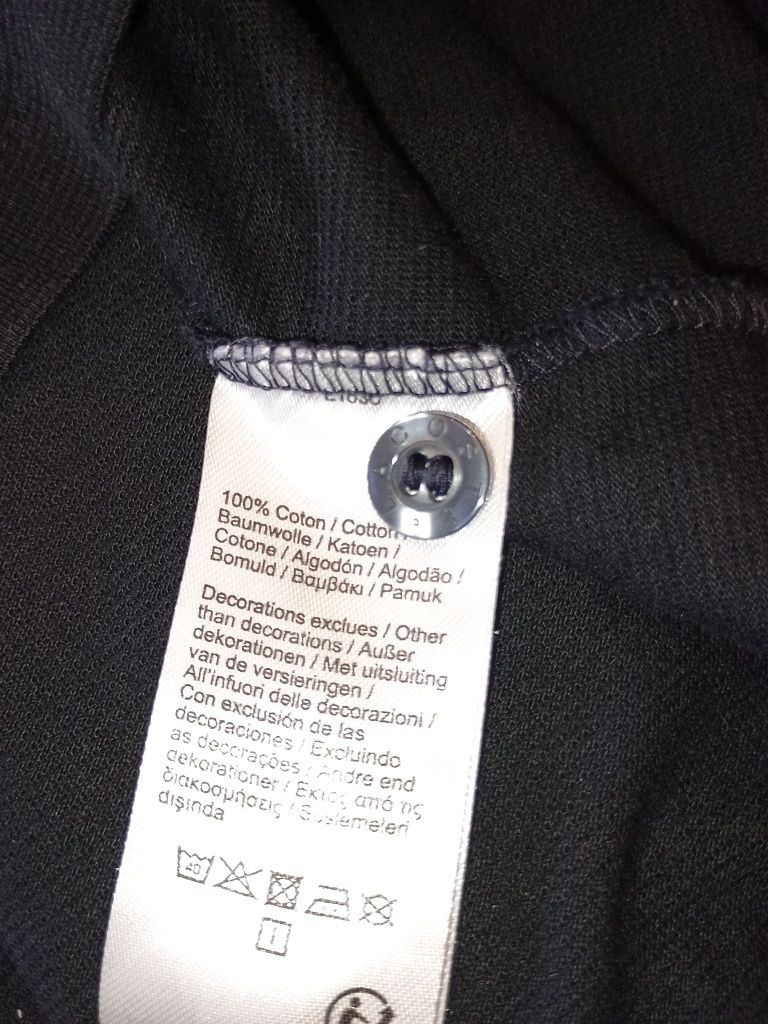 100% Coton / Cotton /
Baumwolle / Katoen /
Cotone / Algodón / Algodão /
Bomuld / Βαμβάκι / Pamuk
Decorations exclues / Other
than decorations / Außer
dekorationen / Met uitsluiting
van de versieringen /
All'infuori delle decorazioni /
Con exclusión de las
decoraciones / Excluindo
as decorações / Andre end
dekorationer / Εκτός από τις
διακοσμήσεις / Süslemeleri
dışında
40